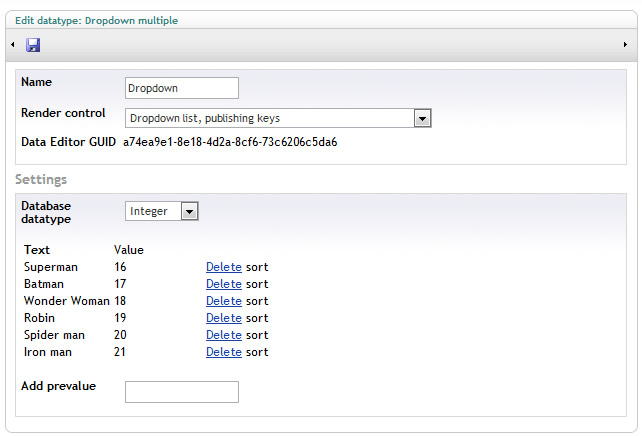 Edit datatype: Dropdown multiple
Name Dropdown
Render control Dropdown list, publishing keys
Data Editor GUID a74ea9e1-8e18-4d2a-8cf6-73c6206c5da6
Settings
Database datatype Integer
Text Value
Superman 16 Delete sort
Batman 17 Delete sort
Wonder Woman 18 Delete sort
Robin 19 Delete sort
Spider man 20 Delete sort
Iron man 21 Delete sort
Add prevalue